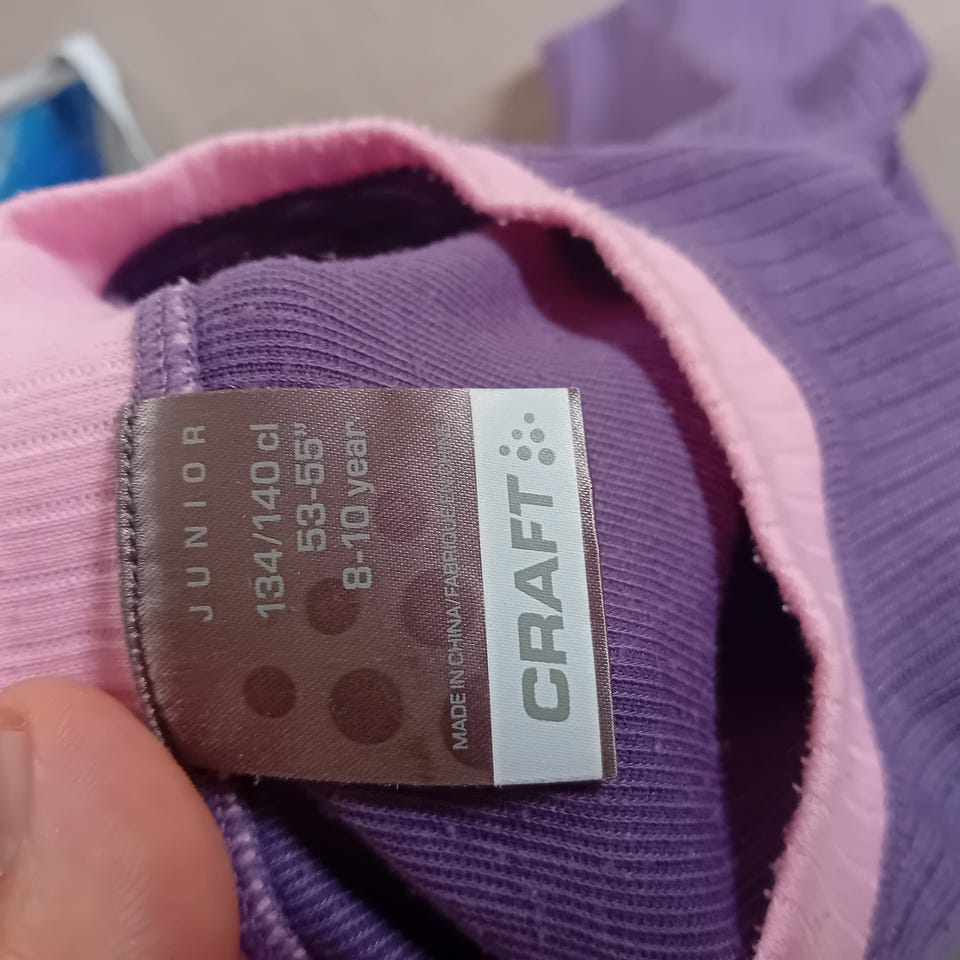 JUNIOR
134/140 cl
53-55"
8-10 year
MADE IN CHINA/FABRIQUE EN CHINE
CRAFT